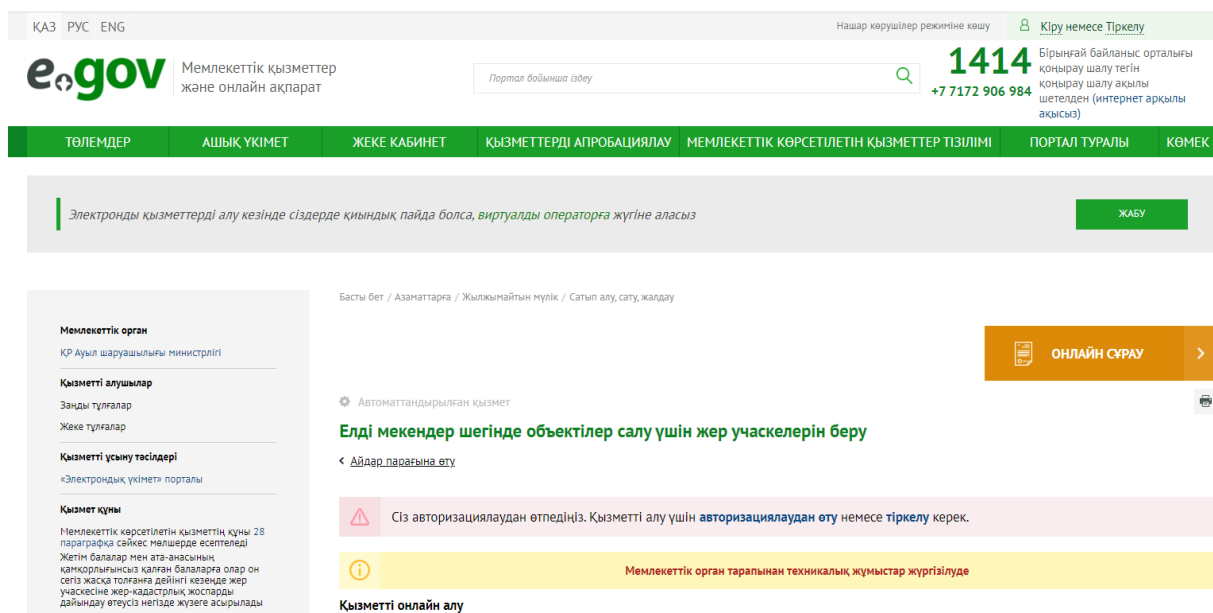 ҚАЗ РУС ENG
Нашар көрушілер режиміне көшу
Кіру немесе Тіркелу
egov
Мемлекеттік қызметтер
және онлайн ақпарат
Портал бойынша іздеу
1414
+7 7172 906 984
Бірыңғай байланыс орталығы
қоңырау шалу тегін
қоңырау шалу ақылы
шетелден (интернет арқылы
ақысыз)
ТӨЛЕМДЕР АШЫҚ ҮКІМЕТ ЖЕКЕ КАБИНЕТ ҚЫЗМЕТТЕРДІ АПРОБАЦИЯЛАУ МЕМЛЕКЕТТІК КӨРСЕТІЛЕТІН ҚЫЗМЕТТЕР ТІЗІЛІМІ ПОРТАЛ ТУРАЛЫ КӨМЕК
Электронды қызметтерді алу кезінде сіздерде қиындық пайда болса, виртуалды операторға жүгіне аласыз
ЖАБУ
Басты бет / Азаматтарға / Жылжымайтын мүлік / Сатып алу, сату, жалдау
Мемлекеттік орган
ҚР Ауыл шаруашылығы министрлігі
Қызметті алушылар
Заңды тұлғалар
Жеке тұлғалар
Қызметті ұсыну тәсілдері
«Электрондық үкімет» порталы
Қызмет құны
Мемлекеттік көрсетілетін қызметтің құны 28
параграфқа сәйкес мөлшерде есептеледі
Жетім балалар мен ата-анасының
қамқорлығынсыз қалған балаларға олар он
сегіз жасқа толғанға дейінгі кезеңде жер
учаскесіне жер-кадастрлық жоспарды
дайындау өтеусіз негізде жүзеге асырылады
ОНЛАЙН СҰРАУ
Автоматтандырылған қызмет
Елді мекендер шегінде объектілер салу үшін жер учаскелерін беру
Айдар парағына өту
Сіз авторизациялаудан өтпедіңіз. Қызметті алу үшін авторизациялаудан өту немесе тіркелу керек.
Мемлекеттік орган тарапынан техникалық жұмыстар жүргізілуде
Қызметті онлайн алу